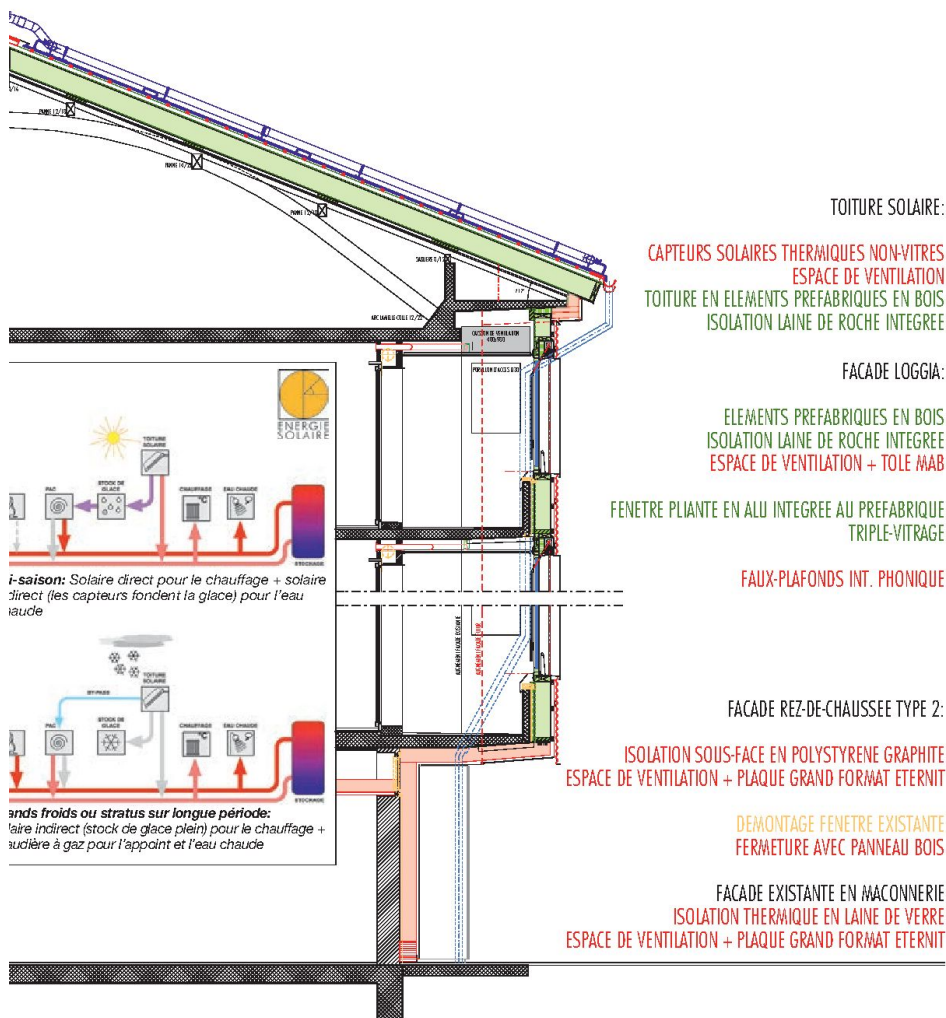 TOITURE SOLAIRE:
CAPTEURS SOLAIRES THERMIQUES NON-VITRES
ESPACE DE VENTILATION
TOITURE EN ELEMENTS PREFABRIQUES EN BOIS
ISOLATION LAINE DE ROCHE INTEGREE
FACADE LOGGIA:
ELEMENTS PREFABRIQUES EN BOIS
ISOLATION LAINE DE ROCHE INTEGREE
ESPACE DE VENTILATION + TOLE MAB
FENETRE PLIANTE EN ALU INTEGREE AU PREFABRIQUE
TRIPLE-VITRAGE
FAUX-PLAFONDS INT. PHONIQUE
FACADE REZ-DE-CHAUSSEE TYPE 2:
ISOLATION SOUS-FACE EN POLYSTYRENE GRAPHITE
ESPACE DE VENTILATION + PLAQUE GRAND FORMAT ETERNIT
DEMONTAGE FENETRE EXISTANTE
FERMETURE AVEC PANNEAU BOIS
FACADE EXISTANTE EN MACONNERIE
ISOLATION THERMIQUE EN LAINE DE VERRE
ESPACE DE VENTILATION + PLAQUE GRAND FORMAT ETERNIT
CAISSON DE VENTILATION
ENERGIE
SOLAIRE
TOITURE
SOLAIRE
PAC
STOCK DE
GLACE
CHAUFFAGE
EAU CHAUDE
STOCKAGE
i-saison: Solaire direct pour le chauffage + solaire
direct (les capteurs fondent la glace) pour l'eau
haude
TOITURE
SOLAIRE
BY-PASS
PAC
STOCK DE
GLACE
CHAUFFAGE
EAU CHAUDE
STOCKAGE
ands froids ou stratus sur longue période:
laire indirect (stock de glace plein) pour le chauffage +
audière à gaz pour l'appoint et l'eau chaude